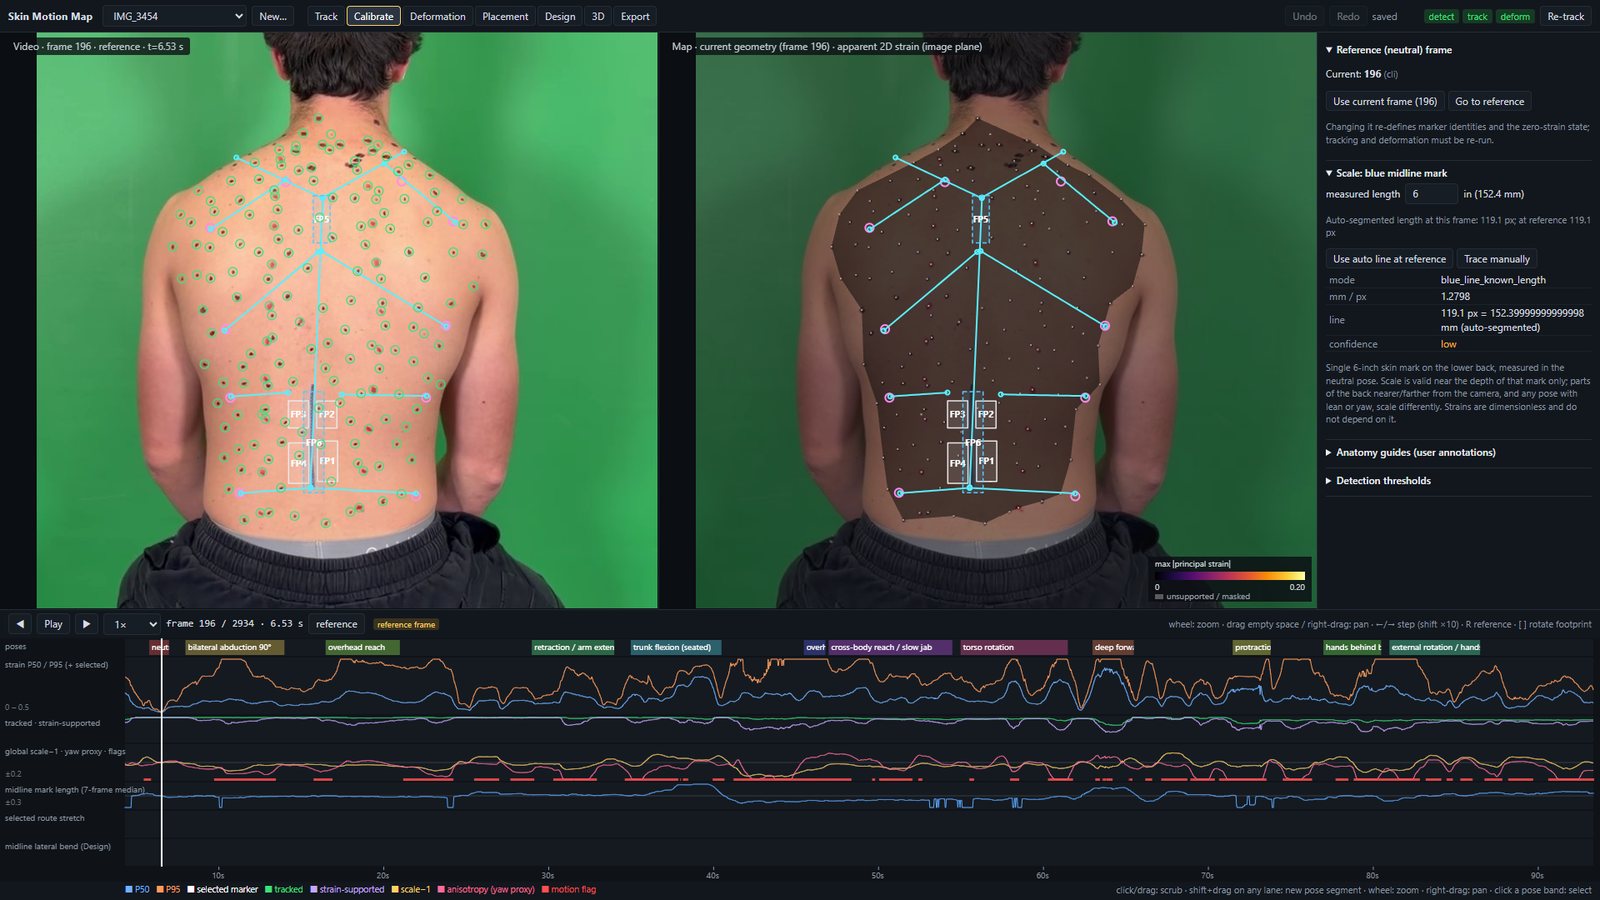 Skin Motion Map IMG_3454 New... Track Calibrate Deformation Placement Design 3D Export Undo Redo saved detect track deform Re-track
Video · frame 196 · reference · t=6.53 s
FP5
FP3 FP2
FP6
FP4 FP1
Map · current geometry (frame 196) · apparent 2D strain (image plane)
FP5
FP3 FP2
FP6
FP4 FP1
max |principal strain|
0 0.20
unsupported / masked
▼ Reference (neutral) frame
Current: 196 (cli)
Use current frame (196) Go to reference
Changing it re-defines marker identities and the zero-strain state;
tracking and deformation must be re-run.
▼ Scale: blue midline mark
measured length 6 in (152.4 mm)
Auto-segmented length at this frame: 119.1 px; at reference 119.1
px
Use auto line at reference Trace manually
mode blue_line_known_length
mm / px 1.2798
line 119.1 px = 152.39999999999998
mm (auto-segmented)
confidence low
Single 6-inch skin mark on the lower back, measured in the
neutral pose. Scale is valid near the depth of that mark only; parts
of the back nearer/farther from the camera, and any pose with
lean or yaw, scale differently. Strains are dimensionless and do
not depend on it.
▶ Anatomy guides (user annotations)
▶ Detection thresholds
◀ Play ▶ 1× frame 196 / 2934 · 6.53 s reference reference frame wheel: zoom · drag empty space / right-drag: pan · ←/→ step (shift ×10) · R reference · [ ] rotate footprint
poses neut bilateral abduction 90° overhead reach retraction / arm exten trunk flexion (seated) overh cross-body reach / slow jab torso rotation deep forwa protractio hands behind b external rotation / hands
strain P50 / P95 (+ selected)
0 – 0.5
tracked · strain-supported
global scale−1 · yaw proxy · flags
±0.2
midline mark length (7-frame median)
±0.3
selected route stretch
midline lateral bend (Design)
10s 20s 30s 40s 50s 60s 70s 80s 90s
P50 P95 selected marker tracked strain-supported scale−1 anisotropy (yaw proxy) motion flag click/drag: scrub · shift+drag on any lane: new pose segment · wheel: zoom · right-drag: pan · click a pose band: select